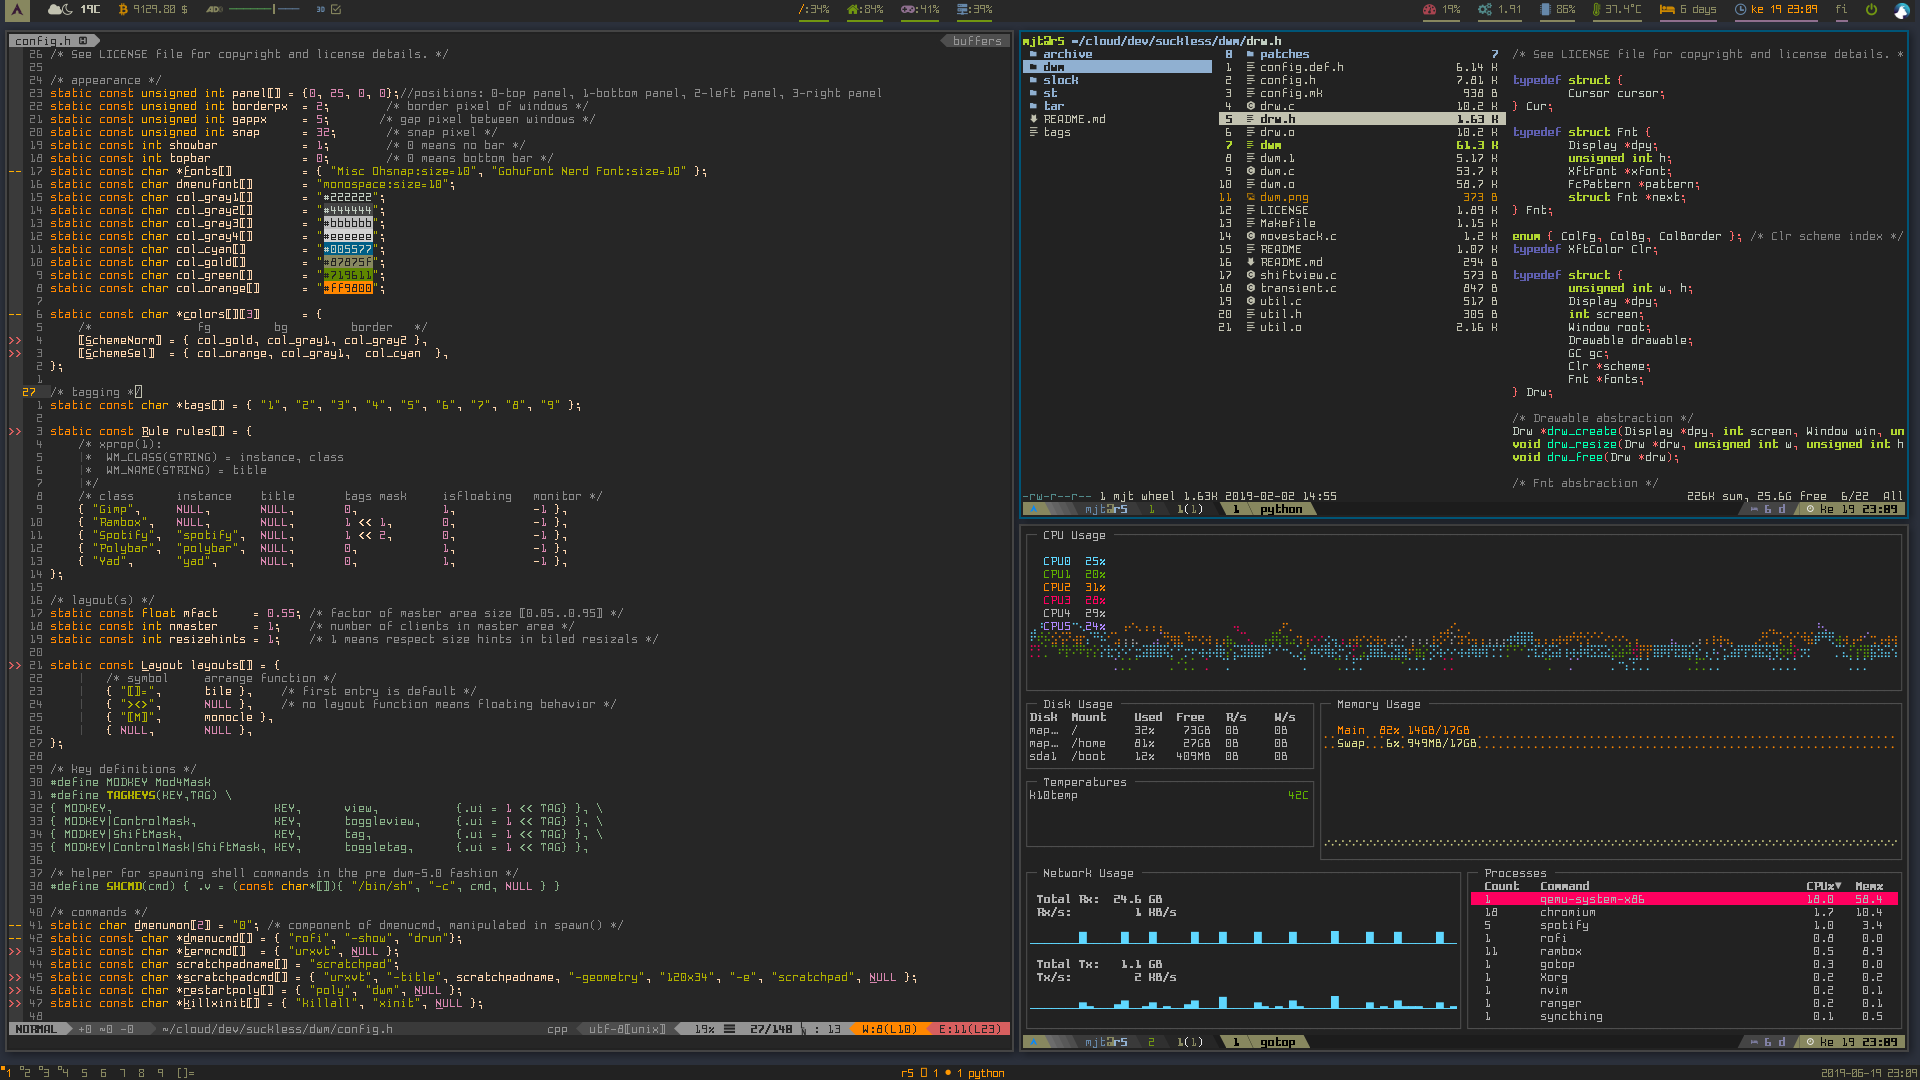 19C 9129.80 $ /:34% :84% :41% :39% 19% 1.91 86% 37.4°C 6 days ke 19 23:09 fi
config.h buffers
26 /* See LICENSE file for copyright and license details. */
25
24 /* appearance */
23 static const unsigned int panel[] = {0, 25, 0, 0};//positions: 0-top panel, 1-bottom panel, 2-left panel, 3-right panel
22 static const unsigned int borderpx = 2; /* border pixel of windows */
21 static const unsigned int gappx = 5; /* gap pixel between windows */
20 static const unsigned int snap = 32; /* snap pixel */
19 static const int showbar = 1; /* 0 means no bar */
18 static const int topbar = 0; /* 0 means bottom bar */
-- 17 static const char *fonts[] = { "Misc Ohsnap:size=10", "GohuFont Nerd Font:size=10" };
16 static const char dmenufont[] = "monospace:size=10";
15 static const char col_gray1[] = "#222222";
14 static const char col_gray2[] = "#444444";
13 static const char col_gray3[] = "#bbbbbb";
12 static const char col_gray4[] = "#eeeeee";
11 static const char col_cyan[] = "#005577";
10 static const char col_gold[] = "#87875F";
9 static const char col_green[] = "#719611";
8 static const char col_orange[] = "#ff9800";
7
-- 6 static const char *colors[][3] = {
5 /* fg bg border */
>> 4 [SchemeNorm] = { col_gold, col_gray1, col_gray2 },
>> 3 [SchemeSel] = { col_orange, col_gray1, col_cyan },
2 };
1
27 /* tagging */
1 static const char *tags[] = { "1", "2", "3", "4", "5", "6", "7", "8", "9" };
2
>> 3 static const Rule rules[] = {
4 /* xprop(1):
5 |* WM_CLASS(STRING) = instance, class
6 |* WM_NAME(STRING) = title
7 |*/
8 /* class instance title tags mask isfloating monitor */
9 { "Gimp", NULL, NULL, 0, 1, -1 },
10 { "Rambox", NULL, NULL, 1 << 1, 0, -1 },
11 { "Spotify", "spotify", NULL, 1 << 2, 0, -1 },
12 { "Polybar", "polybar", NULL, 0, 1, -1 },
13 { "Yad", "yad", NULL, 0, 1, -1 },
14 };
15
16 /* layout(s) */
17 static const float mfact = 0.55; /* factor of master area size [0.05..0.95] */
18 static const int nmaster = 1; /* number of clients in master area */
19 static const int resizehints = 1; /* 1 means respect size hints in tiled resizals */
20
>> 21 static const Layout layouts[] = {
22 | /* symbol arrange function */
23 | { "[]=", tile }, /* first entry is default */
24 | { "><>", NULL }, /* no layout function means floating behavior */
25 | { "[M]", monocle },
26 | { NULL, NULL },
27 };
28
29 /* key definitions */
30 #define MODKEY Mod4Mask
31 #define TAGKEYS(KEY,TAG) \
32 { MODKEY, KEY, view, {.ui = 1 << TAG} }, \
33 { MODKEY|ControlMask, KEY, toggleview, {.ui = 1 << TAG} }, \
34 { MODKEY|ShiftMask, KEY, tag, {.ui = 1 << TAG} }, \
35 { MODKEY|ControlMask|ShiftMask, KEY, toggletag, {.ui = 1 << TAG} },
36
37 /* helper for spawning shell commands in the pre dwm-5.0 fashion */
38 #define SHCMD(cmd) { .v = (const char*[]){ "/bin/sh", "-c", cmd, NULL } }
39
40 /* commands */
-- 41 static char dmenumon[2] = "0"; /* component of dmenucmd, manipulated in spawn() */
-- 42 static const char *dmenucmd[] = { "rofi", "-show", "drun"};
>> 43 static const char *termcmd[] = { "urxvt", NULL };
44 static const char scratchpadname[] = "scratchpad";
>> 45 static const char *scratchpadcmd[] = { "urxvt", "-title", scratchpadname, "-geometry", "120x34", "-e", "scratchpad", NULL };
>> 46 static const char *restartpoly[] = { "poly", "dwm", NULL };
>> 47 static const char *killxinit[] = { "killall", "xinit", NULL };
48
NORMAL +0 ~0 -0 ~/cloud/dev/suckless/dwm/config.h cpp utf-8[unix] 19% 27/148 : 13 W:8(L10) E:11(L23)
mjt@r5 ~/cloud/dev/suckless/dwm/drw.h
archive 8
dwm
slock
st
tar
README.md
tags
patches 7
1 config.def.h 6.14 K
2 config.h 7.81 K
3 config.mk 938 B
4 drw.c 10.2 K
5 drw.h 1.63 K
6 drw.o 10.2 K
7 dwm 61.3 K
8 dwm.1 5.17 K
9 dwm.c 53.7 K
10 dwm.o 58.7 K
11 dwm.png 373 B
12 LICENSE 1.89 K
13 Makefile 1.15 K
14 movestack.c 1.2 K
15 README 1.07 K
16 README.md 294 B
17 shiftview.c 573 B
18 transient.c 847 B
19 util.c 517 B
20 util.h 305 B
21 util.o 2.16 K
/* See LICENSE file for copyright and license details. *
typedef struct {
Cursor cursor;
} Cur;
typedef struct Fnt {
Display *dpy;
unsigned int h;
XftFont *xfont;
FcPattern *pattern;
struct Fnt *next;
} Fnt;
enum { ColFg, ColBg, ColBorder }; /* Clr scheme index */
typedef XftColor Clr;
typedef struct {
unsigned int w, h;
Display *dpy;
int screen;
Window root;
Drawable drawable;
GC gc;
Clr *scheme;
Fnt *fonts;
} Drw;
/* Drawable abstraction */
Drw *drw_create(Display *dpy, int screen, Window win, un
void drw_resize(Drw *drw, unsigned int w, unsigned int h
void drw_free(Drw *drw);
/* Fnt abstraction */
-rw-r--r-- 1 mjt wheel 1.63K 2019-02-02 14:55 226K sum, 25.6G free 6/22 All
mjt@r5 1 1(1) 1 python 6 d ke 19 23:09
CPU Usage
CPU0 25%
CPU1 20%
CPU2 31%
CPU3 28%
CPU4 29%
CPU5 24%
Disk Usage
Disk Mount Used Free R/s W/s
map… / 32% 73GB 0B 0B
map… /home 81% 27GB 0B 0B
sda1 /boot 12% 409MB 0B 0B
Memory Usage
Main 82% 14GB/17GB
Swap 6% 949MB/17GB
Temperatures
k10temp 42C
Network Usage
Total Rx: 24.6 GB
Rx/s: 1 KB/s
Total Tx: 1.1 GB
Tx/s: 2 KB/s
Processes
Count Command CPU%▼ Mem%
1 qemu-system-x86 18.0 58.4
18 chromium 1.7 10.4
5 spotify 1.0 3.4
1 rofi 0.8 0.0
11 rambox 0.5 8.9
1 gotop 0.3 0.0
1 Xorg 0.2 0.2
1 nvim 0.2 0.1
1 ranger 0.2 0.1
1 syncthing 0.1 0.5
mjt@r5 2 1(1) 1 gotop 6 d ke 19 23:09
1 2 3 4 5 6 7 8 9 []= r5 1 1 python 2019-06-19 23:09